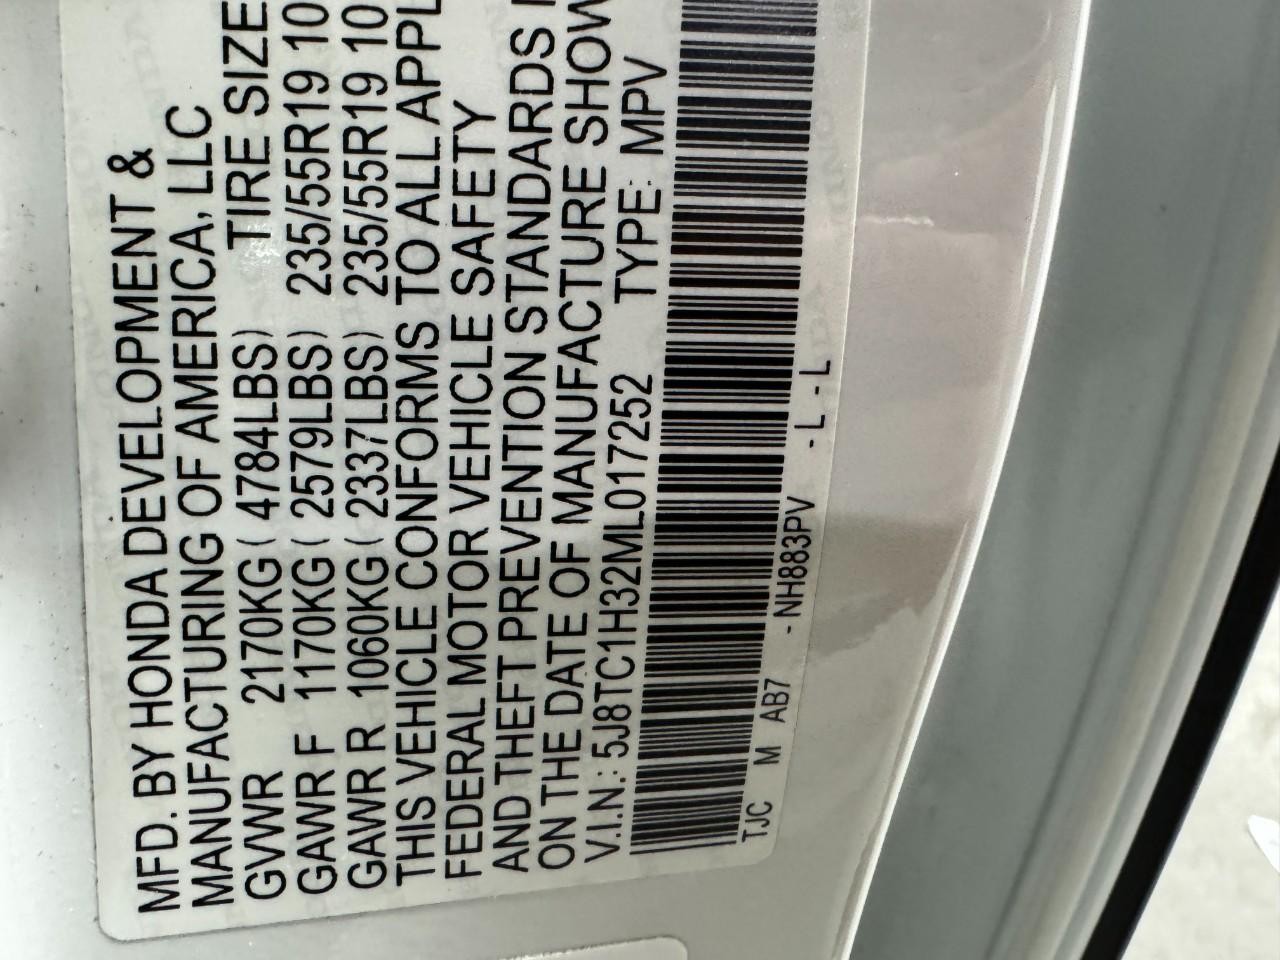 MFD. BY HONDA DEVELOPMENT &
MANUFACTURING OF AMERICA, LLC
GVWR 2170KG ( 4784LBS) TIRE SIZE
GAWR F 1170KG ( 2579LBS) 235/55R19 10
GAWR R 1060KG ( 2337LBS) 235/55R19 10
THIS VEHICLE CONFORMS TO ALL APPL
FEDERAL MOTOR VEHICLE SAFETY
AND THEFT PREVENTION STANDARDS
ON THE DATE OF MANUFACTURE SHOW
V.I.N.: 5J8TC1H32ML017252 TYPE: MPV
TJC M AB7 - NH883PV - L - L